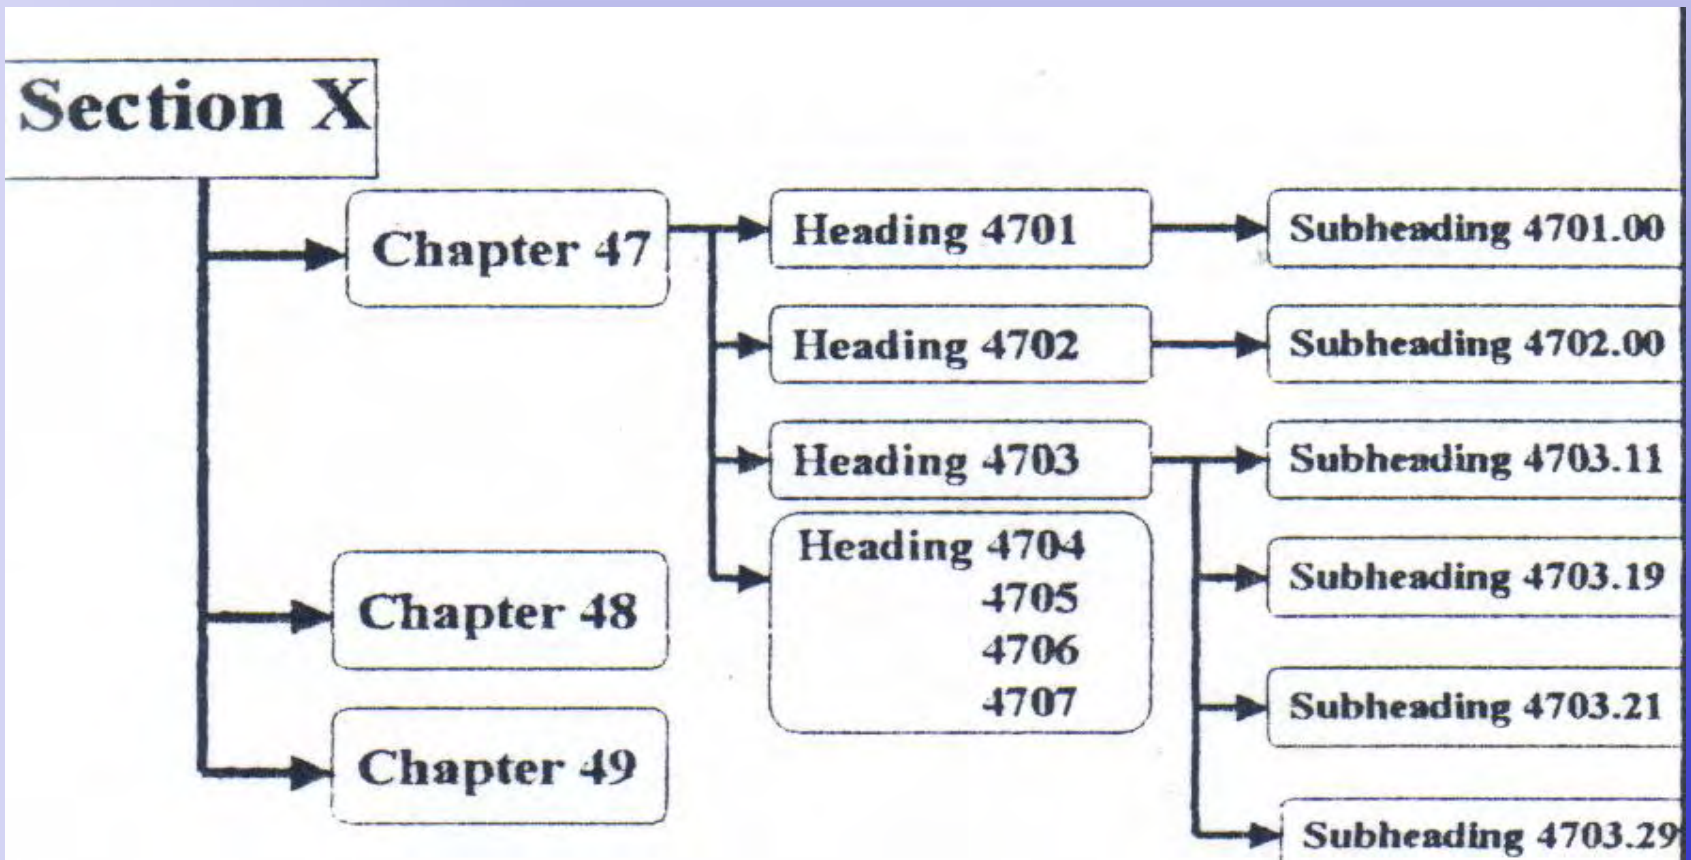 Section X
Chapter 47
Heading 4701
Subheading 4701.00
Heading 4702
Subheading 4702.00
Heading 4703
Subheading 4703.11
Heading 4704
4705
4706
4707
Subheading 4703.19
Subheading 4703.21
Subheading 4703.29
Chapter 48
Chapter 49